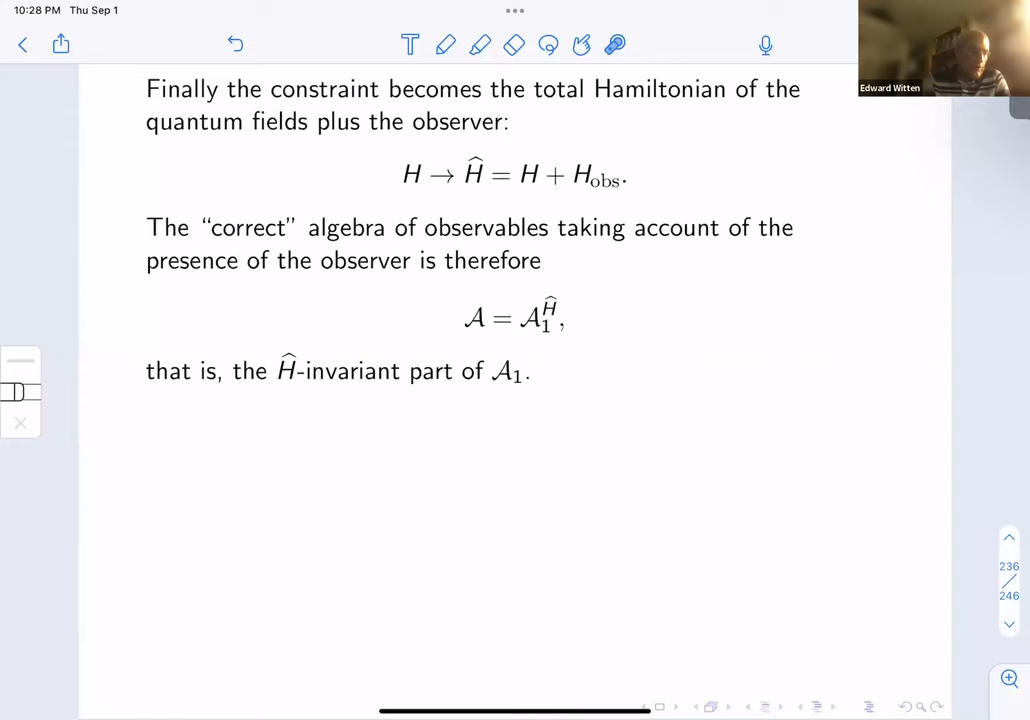 10:28 PM Thu Sep 1
Edward Witten
Finally the constraint becomes the total Hamiltonian of the
quantum fields plus the observer:
H → Ĥ = H + H_obs.
The “correct” algebra of observables taking account of the
presence of the observer is therefore
𝒜 = 𝒜₁^Ĥ,
that is, the Ĥ-invariant part of 𝒜₁.
236
246